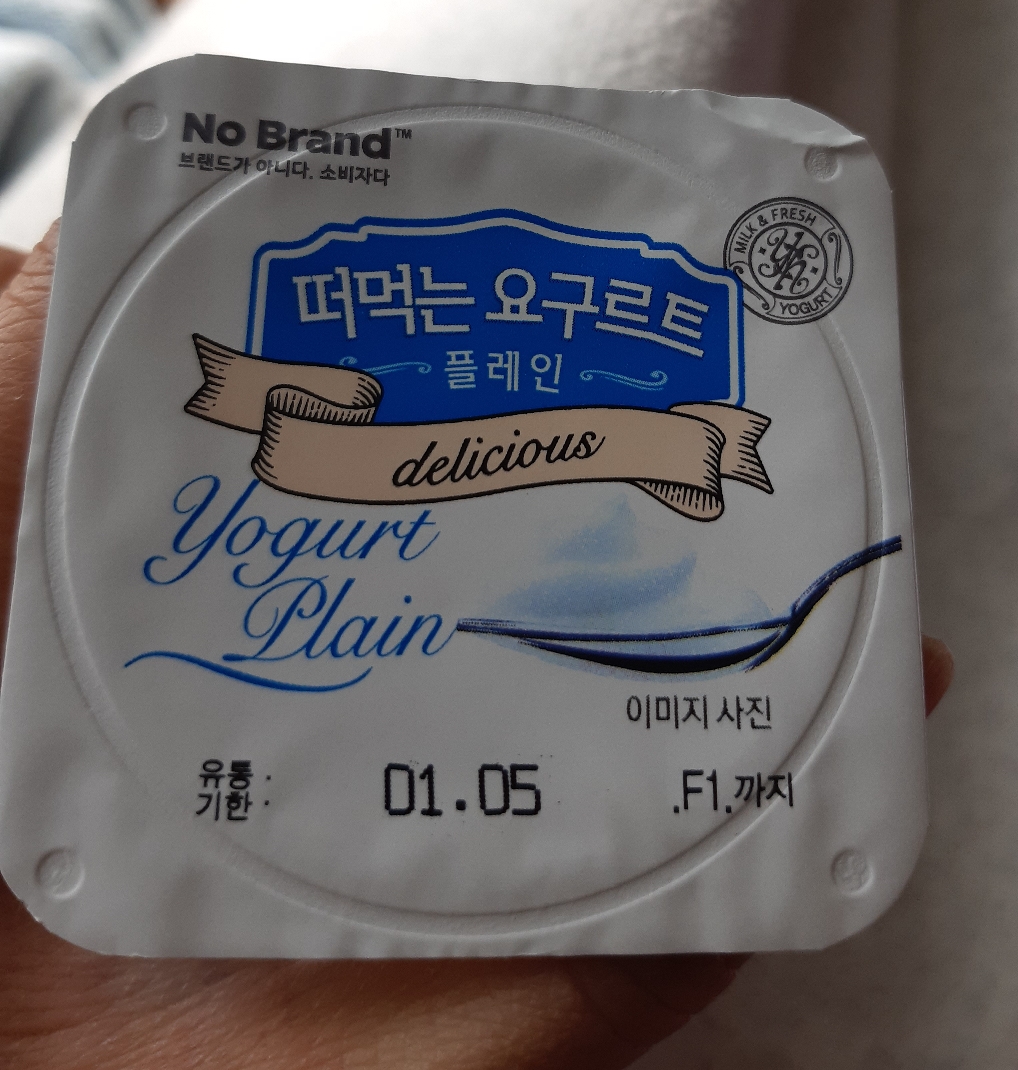 No Brand™
브랜드가 아니다. 소비자다
MILK & FRESH
YOGURT
떠먹는 요구르트
플레인
delicious
Yogurt
Plain
이미지 사진
유통 :
기한 :
01.05 .F1.까지